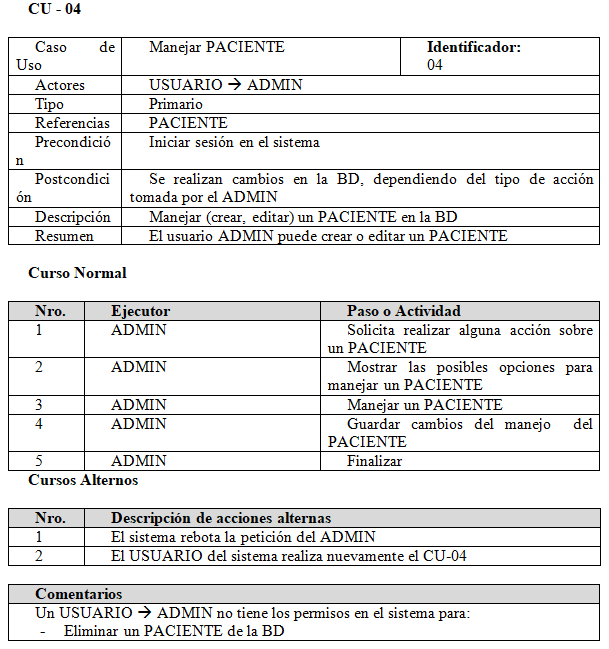 CU - 04
Caso de Manejar PACIENTE Identificador:
Uso 04
Actores USUARIO → ADMIN
Tipo Primario
Referencias PACIENTE
Precondició Iniciar sesión en el sistema
n
Postcondici Se realizan cambios en la BD, dependiendo del tipo de acción
ón tomada por el ADMIN
Descripción Manejar (crear, editar) un PACIENTE en la BD
Resumen El usuario ADMIN puede crear o editar un PACIENTE
Curso Normal
Nro. Ejecutor Paso o Actividad
1 ADMIN Solicita realizar alguna acción sobre
un PACIENTE
2 ADMIN Mostrar las posibles opciones para
manejar un PACIENTE
3 ADMIN Manejar un PACIENTE
4 ADMIN Guardar cambios del manejo del
PACIENTE
5 ADMIN Finalizar
Cursos Alternos
Nro. Descripción de acciones alternas
1 El sistema rebota la petición del ADMIN
2 El USUARIO del sistema realiza nuevamente el CU-04
Comentarios
Un USUARIO → ADMIN no tiene los permisos en el sistema para:
- Eliminar un PACIENTE de la BD